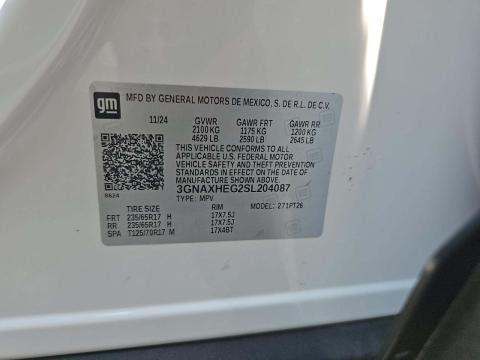 gm
MFD BY GENERAL MOTORS DE MEXICO, S. DE R.L. DE C.V.
11/24 GVWR GAWR FRT GAWR RR
2100 KG 1175 KG 1200 KG
4629 LB 2590 LB 2645 LB
THIS VEHICLE CONFORMS TO ALL
APPLICABLE U.S. FEDERAL MOTOR
VEHICLE SAFETY AND THEFT PREVENTION
STANDARDS IN EFFECT ON THE DATE OF
MANUFACTURE SHOWN ABOVE.
3GNAXHEG2SL204087
TYPE: MPV
8624
TIRE SIZE RIM MODEL: 271PT26
FRT 235/65R17 H 17X7.5J
RR 235/65R17 H 17X7.5J
SPA T125/70R17 M 17X4BT